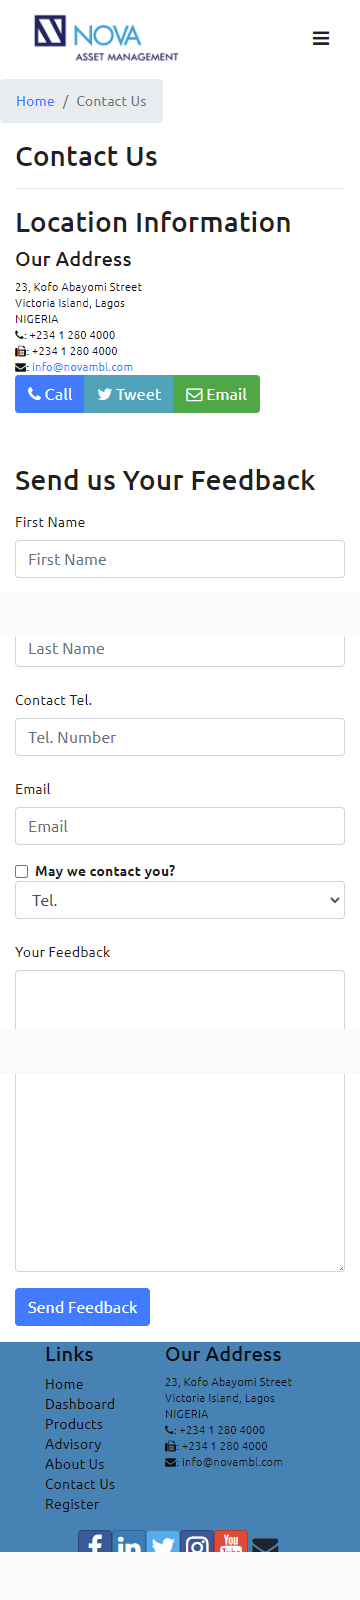 NOVA
ASSET MANAGEMENT
Home / Contact Us
Contact Us
Location Information
Our Address
23, Kofo Abayomi Street
Victoria Island, Lagos
NIGERIA
: +234 1 280 4000
: +234 1 280 4000
: info@novambl.com
Call Tweet Email
Send us Your Feedback
First Name
First Name
Last Name
Contact Tel.
Tel. Number
Email
Email
May we contact you?
Tel.
Your Feedback
Send Feedback
Links
Home
Dashboard
Products
Advisory
About Us
Contact Us
Register
Our Address
23, Kofo Abayomi Street
Victoria Island, Lagos
NIGERIA
: +234 1 280 4000
: +234 1 280 4000
: info@novambl.com
You
Tube